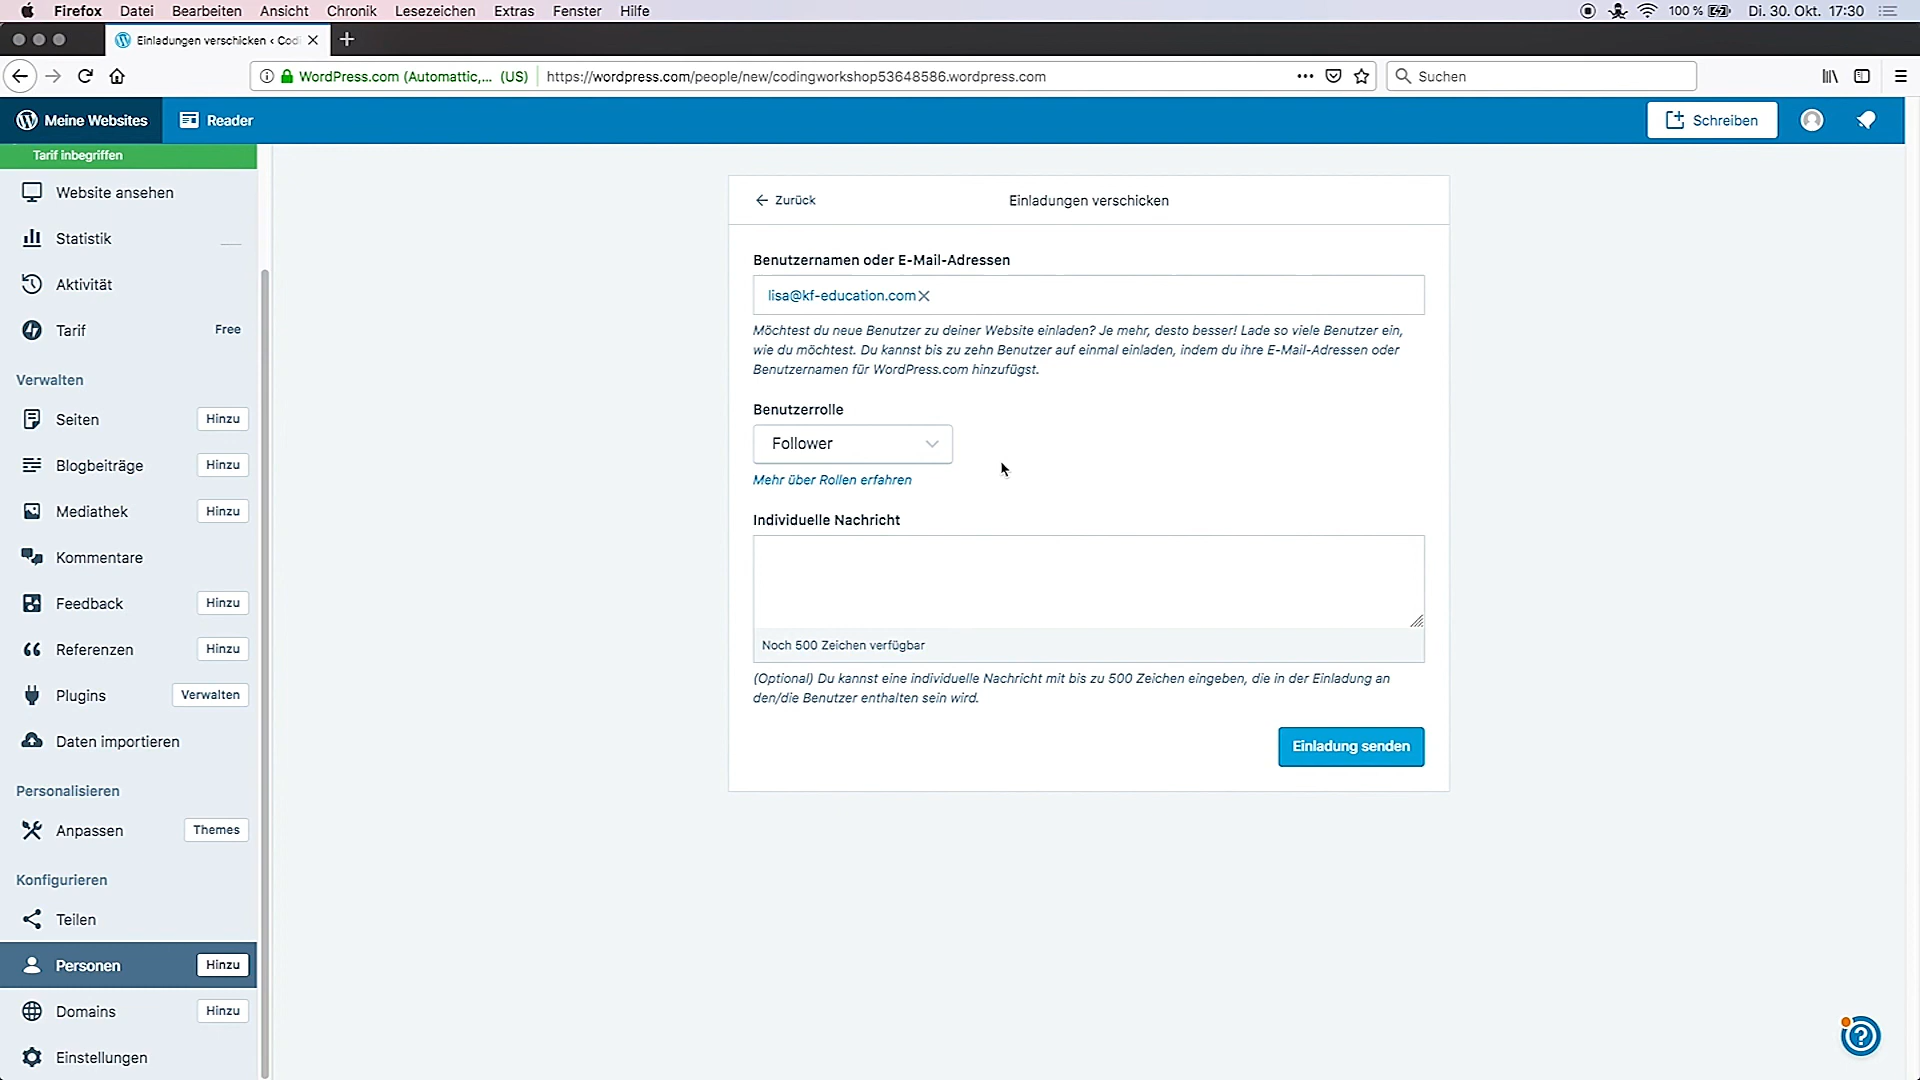 Firefox Datei Bearbeiten Ansicht Chronik Lesezeichen Extras Fenster Hilfe 100 % Di. 30. Okt. 17:30
Einladungen verschicken ‹ Codi
WordPress.com (Automattic,... (US) https://wordpress.com/people/new/codingworkshop53648586.wordpress.com Suchen
Meine Websites Reader Schreiben
Tarif inbegriffen
Website ansehen
Statistik
Aktivität
Tarif Free
Verwalten
Seiten Hinzu
Blogbeiträge Hinzu
Mediathek Hinzu
Kommentare
Feedback Hinzu
Referenzen Hinzu
Plugins Verwalten
Daten importieren
Personalisieren
Anpassen Themes
Konfigurieren
Teilen
Personen Hinzu
Domains Hinzu
Einstellungen
Zurück Einladungen verschicken
Benutzernamen oder E-Mail-Adressen
lisa@kf-education.com
Möchtest du neue Benutzer zu deiner Website einladen? Je mehr, desto besser! Lade so viele Benutzer ein,
wie du möchtest. Du kannst bis zu zehn Benutzer auf einmal einladen, indem du ihre E-Mail-Adressen oder
Benutzernamen für WordPress.com hinzufügst.
Benutzerrolle
Follower
Mehr über Rollen erfahren
Individuelle Nachricht
Noch 500 Zeichen verfügbar
(Optional) Du kannst eine individuelle Nachricht mit bis zu 500 Zeichen eingeben, die in der Einladung an
den/die Benutzer enthalten sein wird.
Einladung senden